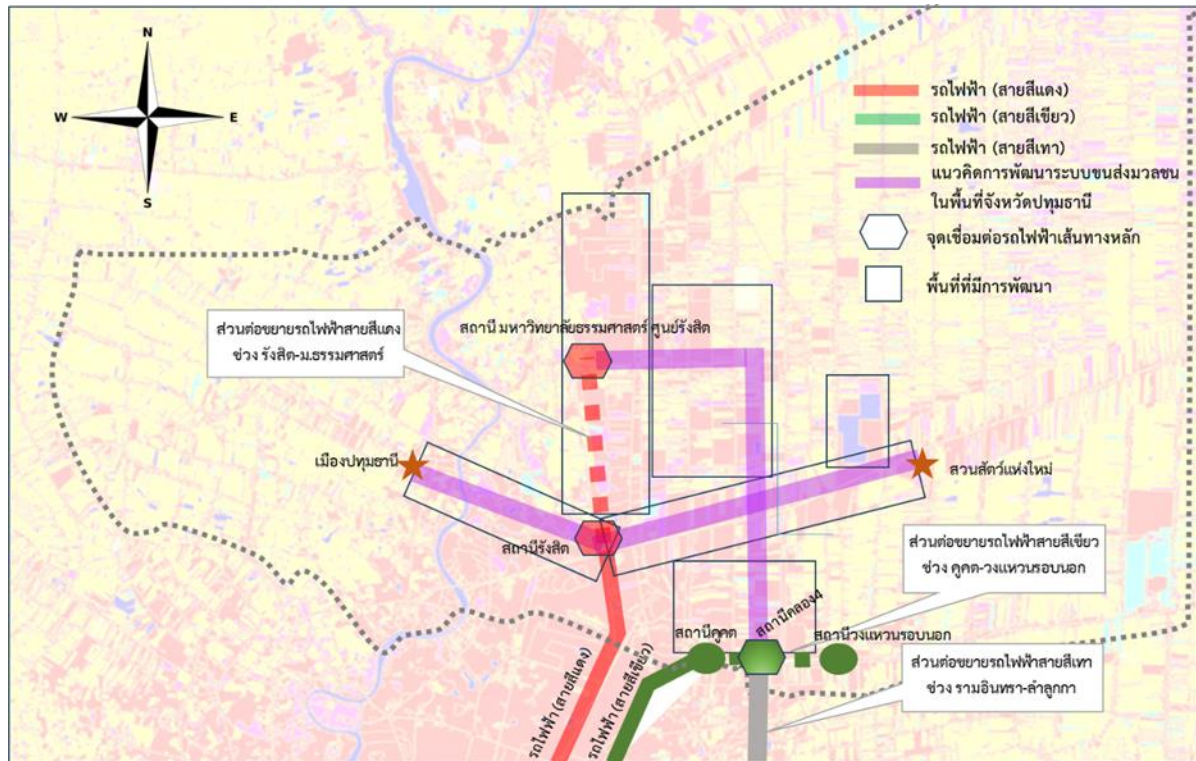 N
W
E
S
รถไฟฟ้า (สายสีแดง)
รถไฟฟ้า (สายสีเขียว)
รถไฟฟ้า (สายสีเทา)
แนวคิดการพัฒนาระบบขนส่งมวลชน
ในพื้นที่จังหวัดปทุมธานี
จุดเชื่อมต่อรถไฟฟ้าเส้นทางหลัก
พื้นที่ที่มีการพัฒนา
ส่วนต่อขยายรถไฟฟ้าสายสีแดง
ช่วง รังสิต-ม.ธรรมศาสตร์
สถานี มหาวิทยาลัยธรรมศาสตร์ ศูนย์รังสิต
เมืองปทุมธานี
สวนสัตว์แห่งใหม่
สถานีรังสิต
ส่วนต่อขยายรถไฟฟ้าสายสีเขียว
ช่วง คูคต-วงแหวนรอบนอก
สถานีคูคต
สถานีคลอง4
สถานีวงแหวนรอบนอก
ส่วนต่อขยายรถไฟฟ้าสายสีเทา
ช่วง รามอินทรา-ลำลูกกา
รถไฟฟ้า (สายสีแดง)
รถไฟฟ้า (สายสีเขียว)